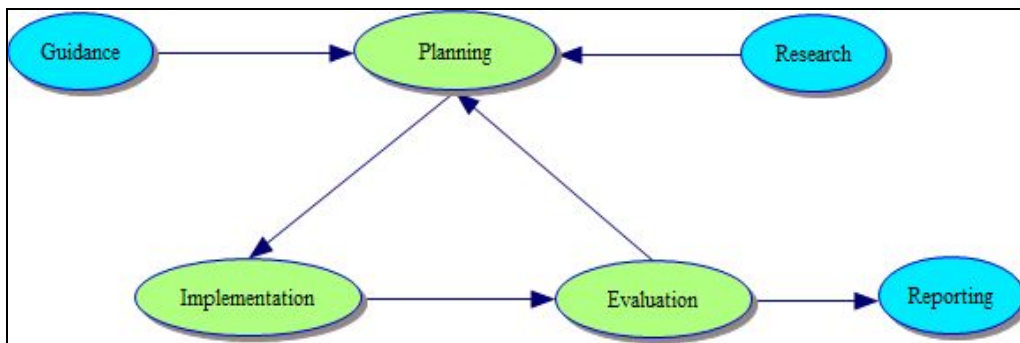 Guidance
Planning
Research
Implementation
Evaluation
Reporting